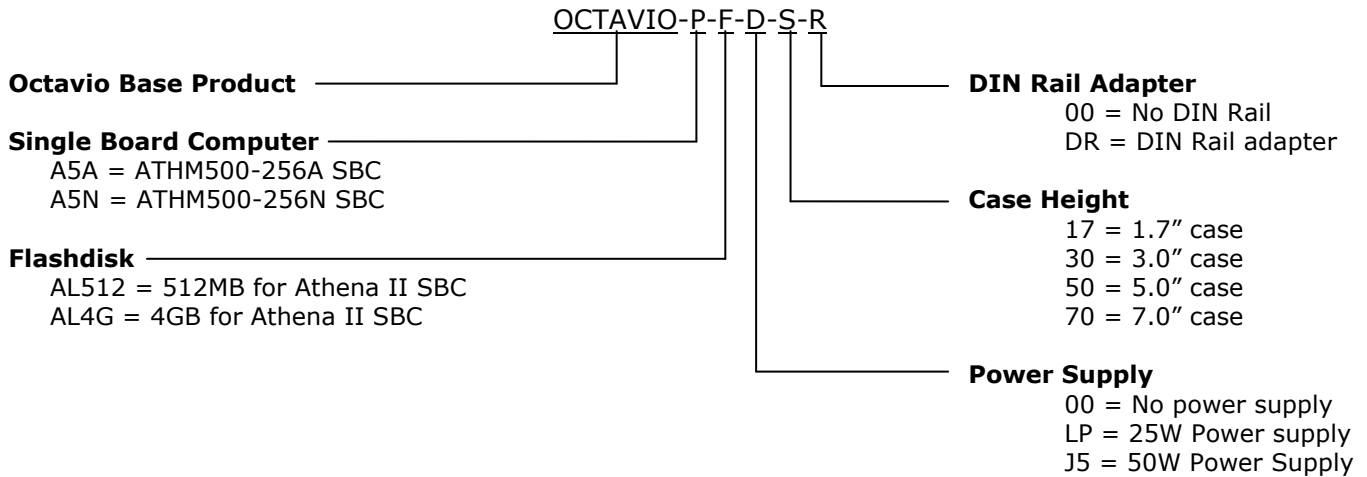 OCTAVIO-P-F-D-S-R
Octavio Base Product
Single Board Computer
A5A = ATHM500-256A SBC
A5N = ATHM500-256N SBC
Flashdisk
AL512 = 512MB for Athena II SBC
AL4G = 4GB for Athena II SBC
DIN Rail Adapter
00 = No DIN Rail
DR = DIN Rail adapter
Case Height
17 = 1.7” case
30 = 3.0” case
50 = 5.0” case
70 = 7.0” case
Power Supply
00 = No power supply
LP = 25W Power supply
J5 = 50W Power Supply